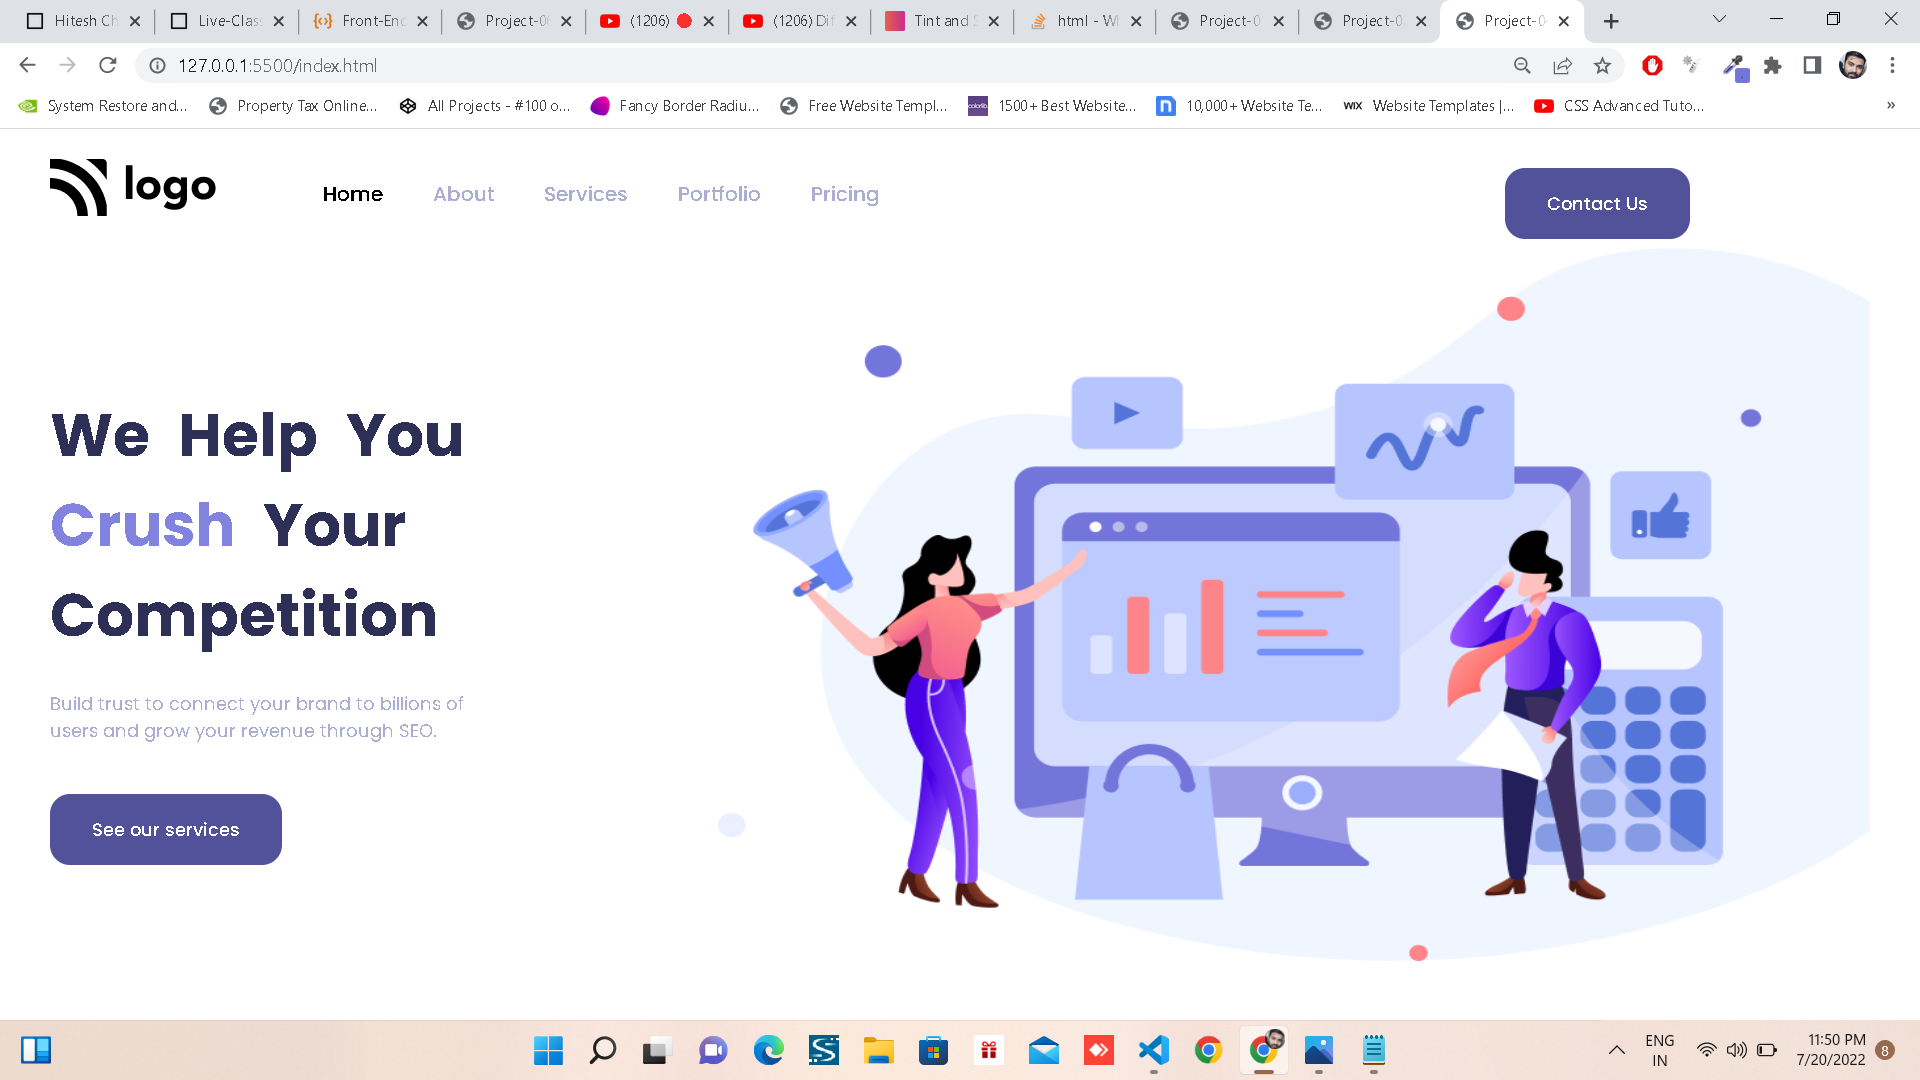 Hitesh Ch
Live-Clas
Front-End
Project-06
(1206)
(1206) Dif
Tint and S
html - W
Project-0
Project-0
Project-0
127.0.0.1:5500/index.html
System Restore and...
Property Tax Online...
All Projects - #100 o...
Fancy Border Radiu...
Free Website Templ...
1500+ Best Website...
10,000+ Website Te...
WIX
Website Templates |...
CSS Advanced Tuto...
»
logo
Home
About
Services
Portfolio
Pricing
Contact Us
We Help You
Crush Your
Competition
Build trust to connect your brand to billions of
users and grow your revenue through SEO.
See our services
ENG
IN
11:50 PM
7/20/2022
8